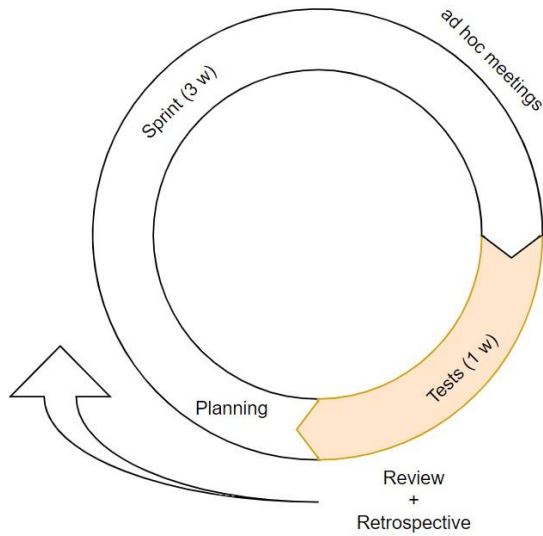 ad hoc meetings
Sprint (3 w)
Tests (1 w)
Planning
Review
+
Retrospective